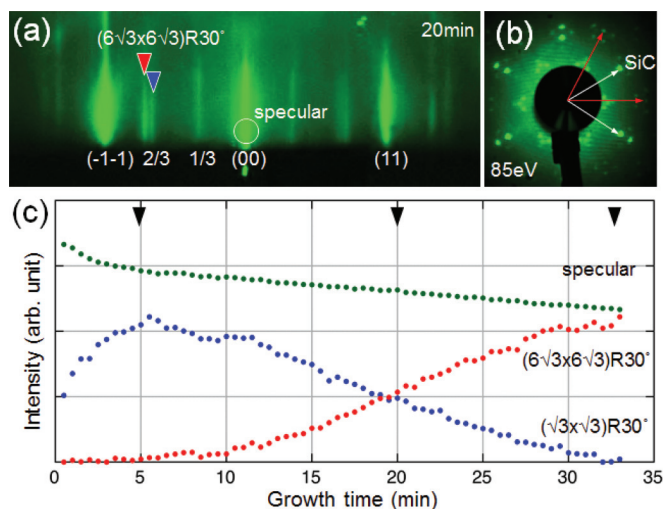 (a)
(6√3x6√3)R30˚
20min
specular
(-1-1) 2/3 1/3 (00) (11)
(b)
SiC
85eV
(c)
Intensity (arb. unit)
specular
(6√3x6√3)R30˚
(√3x√3)R30˚
0 5 10 15 20 25 30 35
Growth time (min)